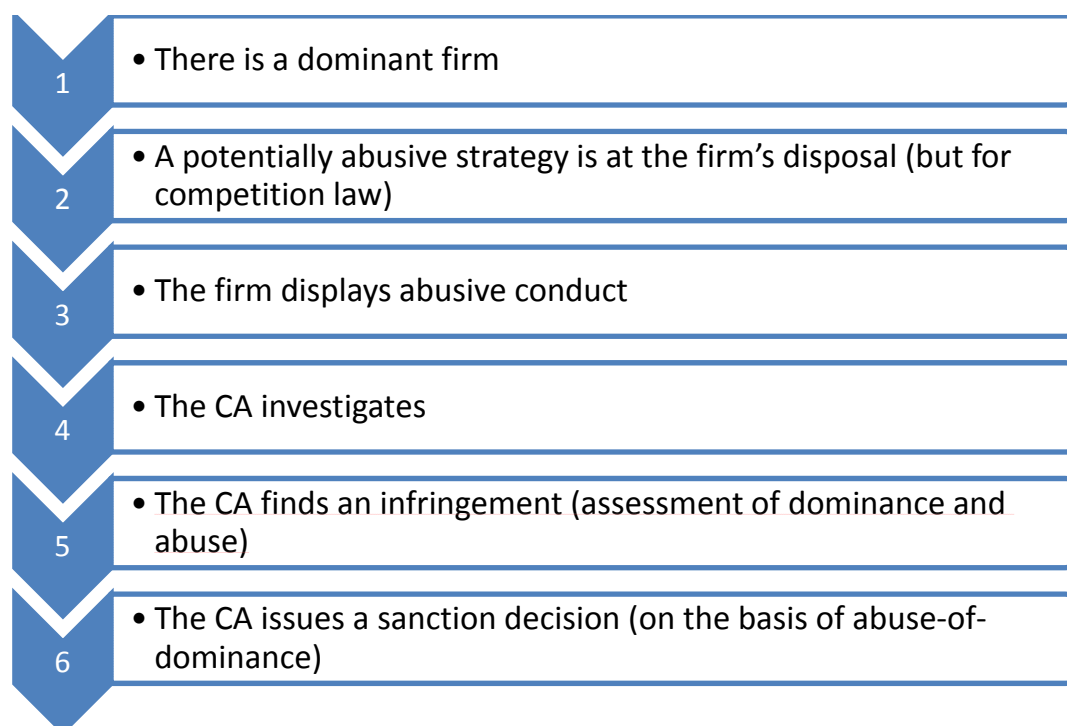 1
• There is a dominant firm
2
• A potentially abusive strategy is at the firm’s disposal (but for
competition law)
3
• The firm displays abusive conduct
4
• The CA investigates
5
• The CA finds an infringement (assessment of dominance and
abuse)
6
• The CA issues a sanction decision (on the basis of abuse-of-
dominance)